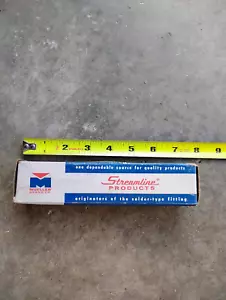 2 3 4 5 6 7 8 9
one dependable source for quality products
MUELLER
Streamline
PRODUCTS
originators of the solder-type fitting